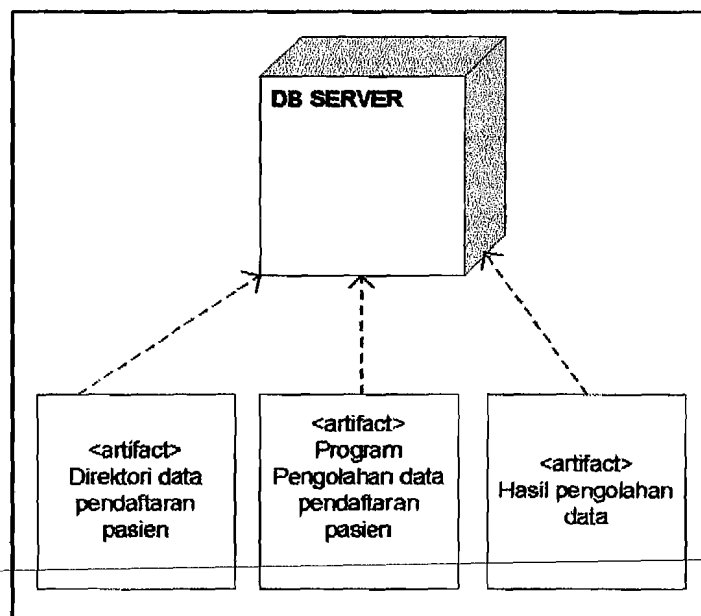 DB SERVER
<artifact>
Direktori data
pendaftaran
pasien
<artifact>
Program
Pengolahan data
pendaftaran
pasien
<artifact>
Hasil pengolahan
data